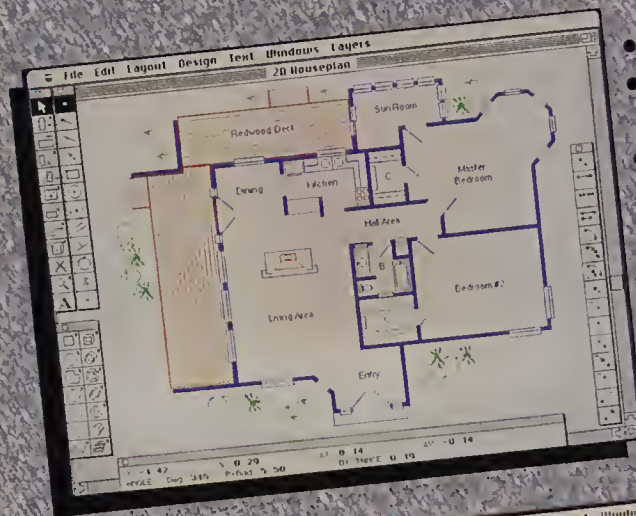 File Edit Layout Design Text Windows Layers
2D Houseplan
Sun Room
Redwood Deck
Dining
Kitchen
C
Master
Bedroom
Hall Area
B
Bedroom #2
Living Area
Entry